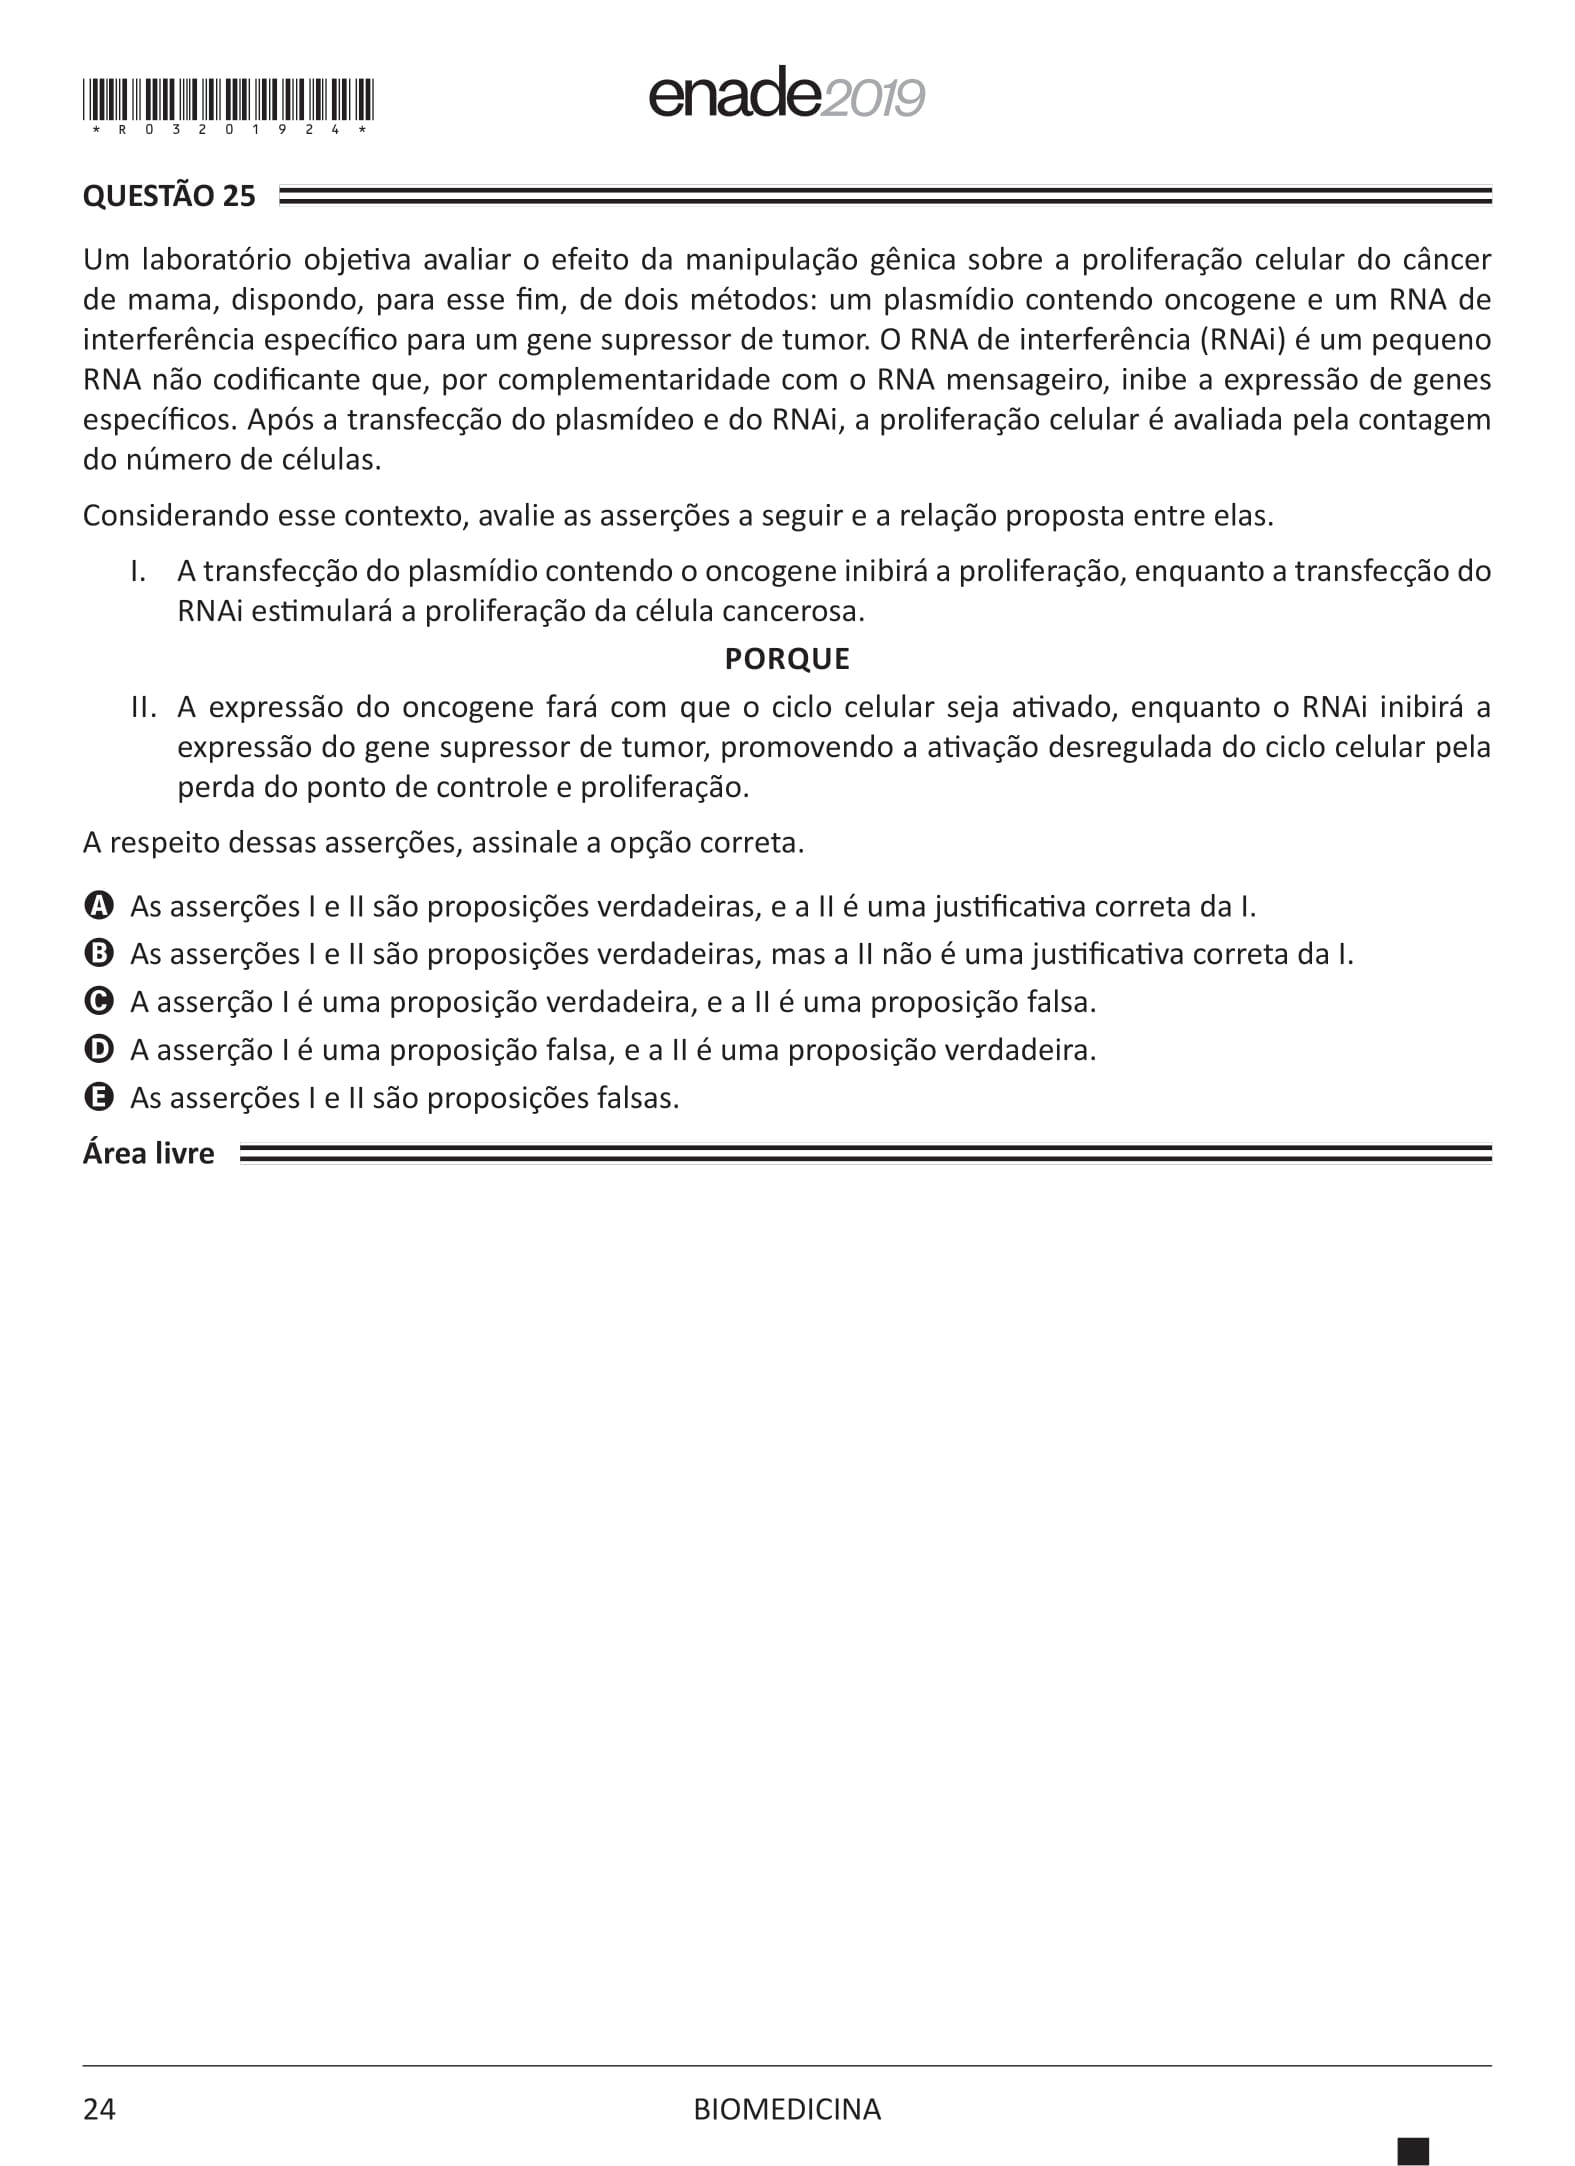 *R03201924*
enade2019
QUESTÃO 25
Um laboratório objetiva avaliar o efeito da manipulação gênica sobre a proliferação celular do câncer
de mama, dispondo, para esse fim, de dois métodos: um plasmídio contendo oncogene e um RNA de
interferência específico para um gene supressor de tumor. O RNA de interferência (RNAi) é um pequeno
RNA não codificante que, por complementaridade com o RNA mensageiro, inibe a expressão de genes
específicos. Após a transfecção do plasmídeo e do RNAi, a proliferação celular é avaliada pela contagem
do número de células.
Considerando esse contexto, avalie as asserções a seguir e a relação proposta entre elas.
I. A transfecção do plasmídio contendo o oncogene inibirá a proliferação, enquanto a transfecção do
RNAi estimulará a proliferação da célula cancerosa.
PORQUE
II. A expressão do oncogene fará com que o ciclo celular seja ativado, enquanto o RNAi inibirá a
expressão do gene supressor de tumor, promovendo a ativação desregulada do ciclo celular pela
perda do ponto de controle e proliferação.
A respeito dessas asserções, assinale a opção correta.
A As asserções I e II são proposições verdadeiras, e a II é uma justificativa correta da I.
B As asserções I e II são proposições verdadeiras, mas a II não é uma justificativa correta da I.
C A asserção I é uma proposição verdadeira, e a II é uma proposição falsa.
D A asserção I é uma proposição falsa, e a II é uma proposição verdadeira.
E As asserções I e II são proposições falsas.
Área livre
24
BIOMEDICINA